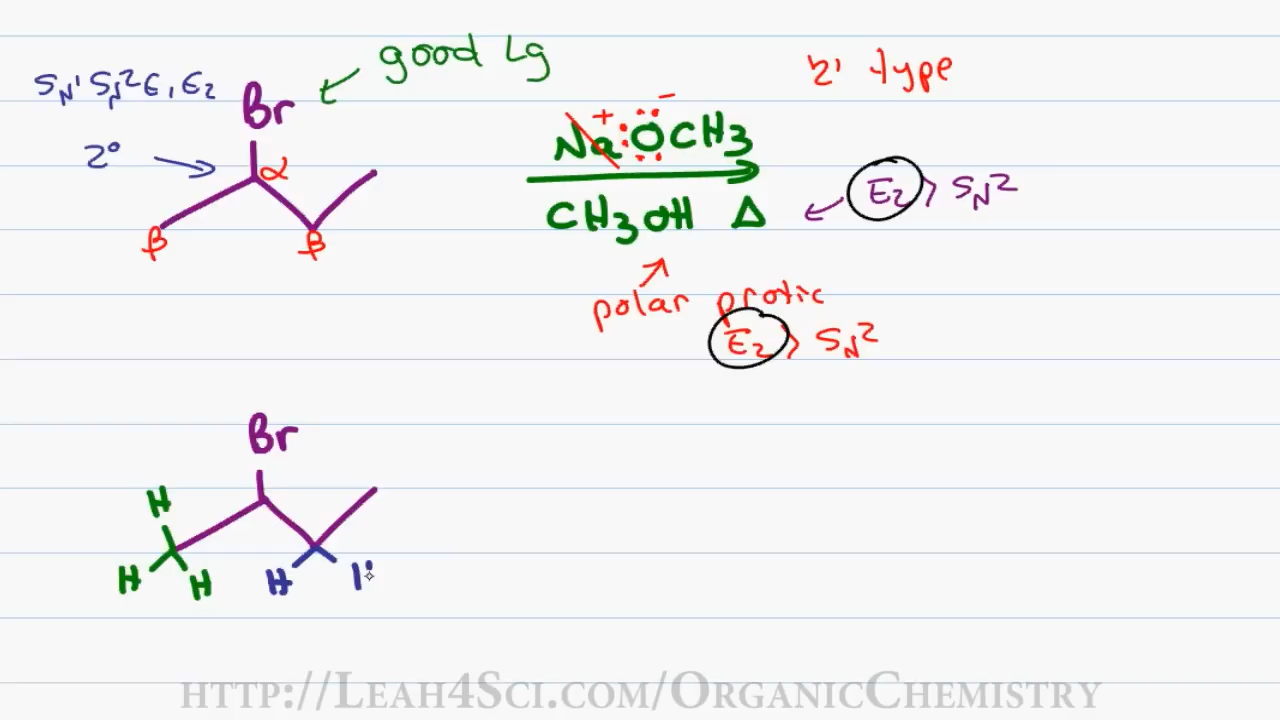 good Lg
2' type
SN1 SN2 E1 E2
Br
2°
α
β
β
Na+ :OCH3 −
CH3OH Δ
E2 > SN2
polar protic
E2 > SN2
Br
H
H
H
H
http://Leah4Sci.com/OrganicChemistry